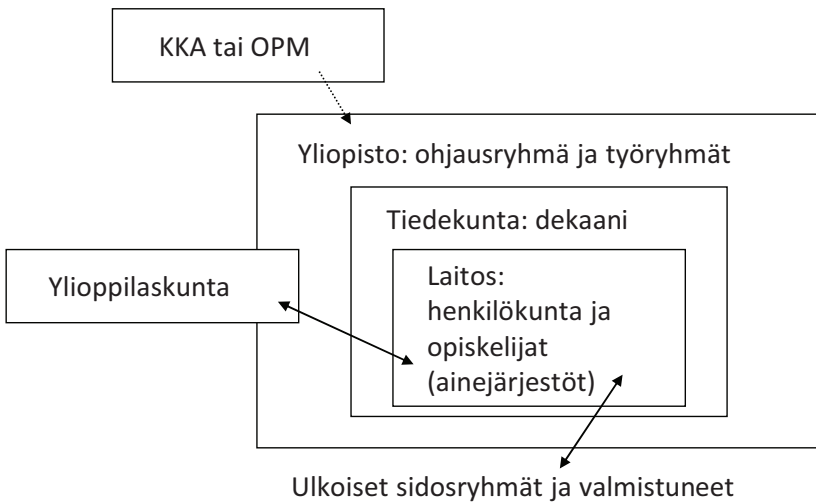 KKA tai OPM
Yliopisto: ohjausryhmä ja työryhmät
Tiedekunta: dekaani
Ylioppilaskunta
Laitos:
henkilökunta ja
opiskelijat
(ainejärjestöt)
Ulkoiset sidosryhmät ja valmistuneet